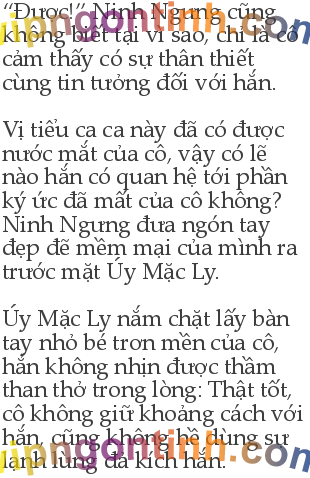 “Được!” Ninh Ngưng cũng
không biết tại vì sao, chỉ là cô
cảm thấy có sự thân thiết
cùng tin tưởng đối với hắn.
Vị tiểu ca ca này đã có được
nước mắt của cô, vậy có lẽ
nào hắn có quan hệ tới phần
ký ức đã mất của cô không?
Ninh Ngưng đưa ngón tay
đẹp đẽ mềm mại của mình ra
trước mặt Úy Mặc Ly.
Úy Mặc Ly nắm chặt lấy bàn
tay nhỏ bé trơn mền của cô,
hắn không nhịn được thầm
than thở trong lòng: Thật tốt,
cô không giữ khoảng cách với
hắn, cũng không hề dùng sự
lạnh lùng đả kích hắn.
vipngontinh.com
vipngontinh.com